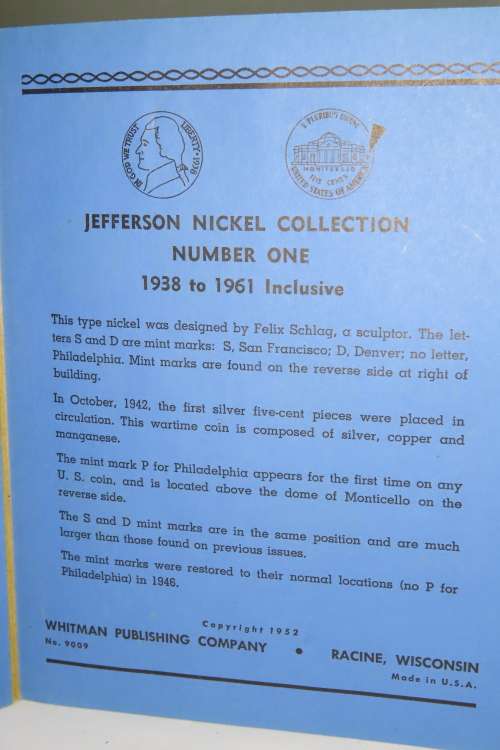 IN GOD WE TRUST
LIBERTY 1938
E PLURIBUS UNUM
MONTICELLO
FIVE CENTS
UNITED STATES OF AMERICA
JEFFERSON NICKEL COLLECTION
NUMBER ONE
1938 to 1961 Inclusive
This type nickel was designed by Felix Schlag, a sculptor. The let-
ters S and D are mint marks: S, San Francisco; D, Denver; no letter,
Philadelphia. Mint marks are found on the reverse side at right of
building.
In October, 1942, the first silver five-cent pieces were placed in
circulation. This wartime coin is composed of silver, copper and
manganese.
The mint mark P for Philadelphia appears for the first time on any
U. S. coin, and is located above the dome of Monticello on the
reverse side.
The S and D mint marks are in the same position and are much
larger than those found on previous issues.
The mint marks were restored to their normal locations (no P for
Philadelphia) in 1946.
Copyright 1952
WHITMAN PUBLISHING COMPANY • RACINE, WISCONSIN
No. 9009
Made in U.S.A.